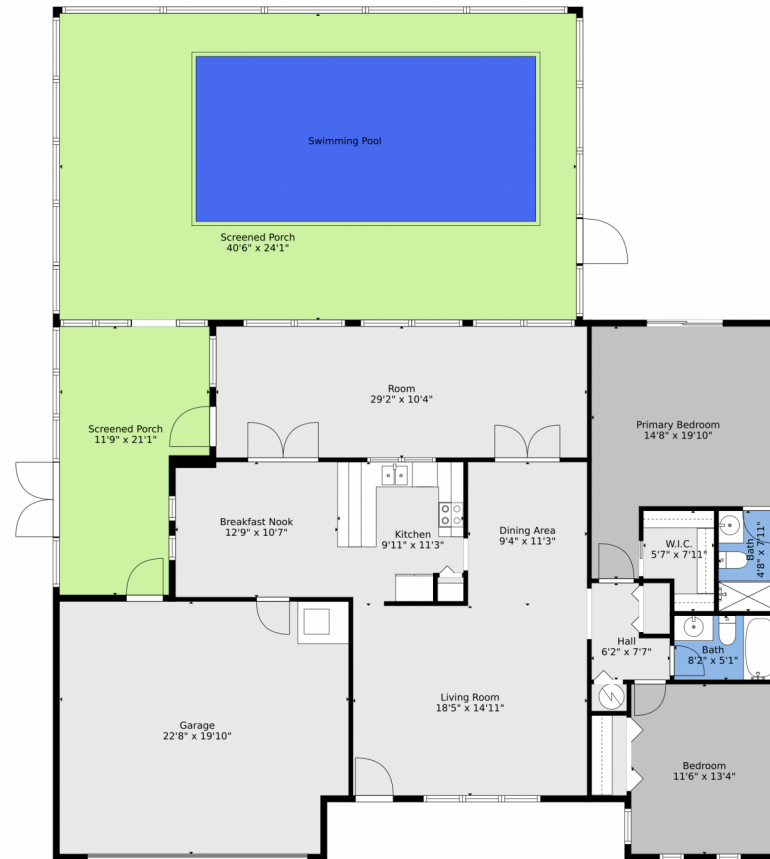 Swimming Pool
Screened Porch
40'6" x 24'1"
Room
29'2" x 10'4"
Screened Porch
11'9" x 21'1"
Primary Bedroom
14'8" x 19'10"
Breakfast Nook
12'9" x 10'7"
Kitchen
9'11" x 11'3"
Dining Area
9'4" x 11'3"
W.I.C.
5'7" x 7'11"
Bath
4'8" x 7'11"
Hall
6'2" x 7'7"
Bath
8'2" x 5'1"
Living Room
18'5" x 14'11"
Garage
22'8" x 19'10"
Bedroom
11'6" x 13'4"